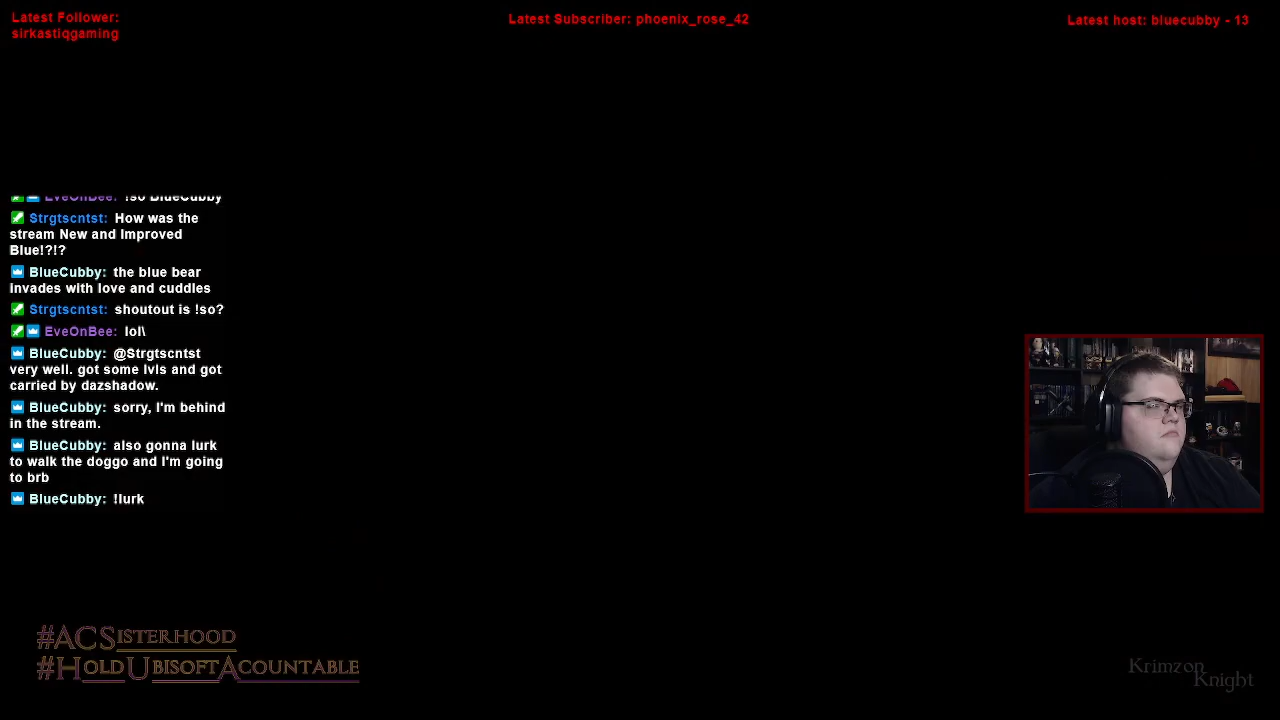 Latest Follower:
sirkastiqgaming
Latest Subscriber: phoenix_rose_42
Latest host: bluecubby - 13
EveOnBee: !so BlueCubby
Strgtscntst: How was the
stream New and Improved
Blue!?!?
BlueCubby: the blue bear
invades with love and cuddles
Strgtscntst: shoutout is !so?
EveOnBee: lol\
BlueCubby: @Strgtscntst
very well. got some lvls and got
carried by dazshadow.
BlueCubby: sorry, I'm behind
in the stream.
BlueCubby: also gonna lurk
to walk the doggo and I'm going
to brb
BlueCubby: !lurk
#ACSisterhood
#HoldUbisoftAcountable
Krimzon
Knight